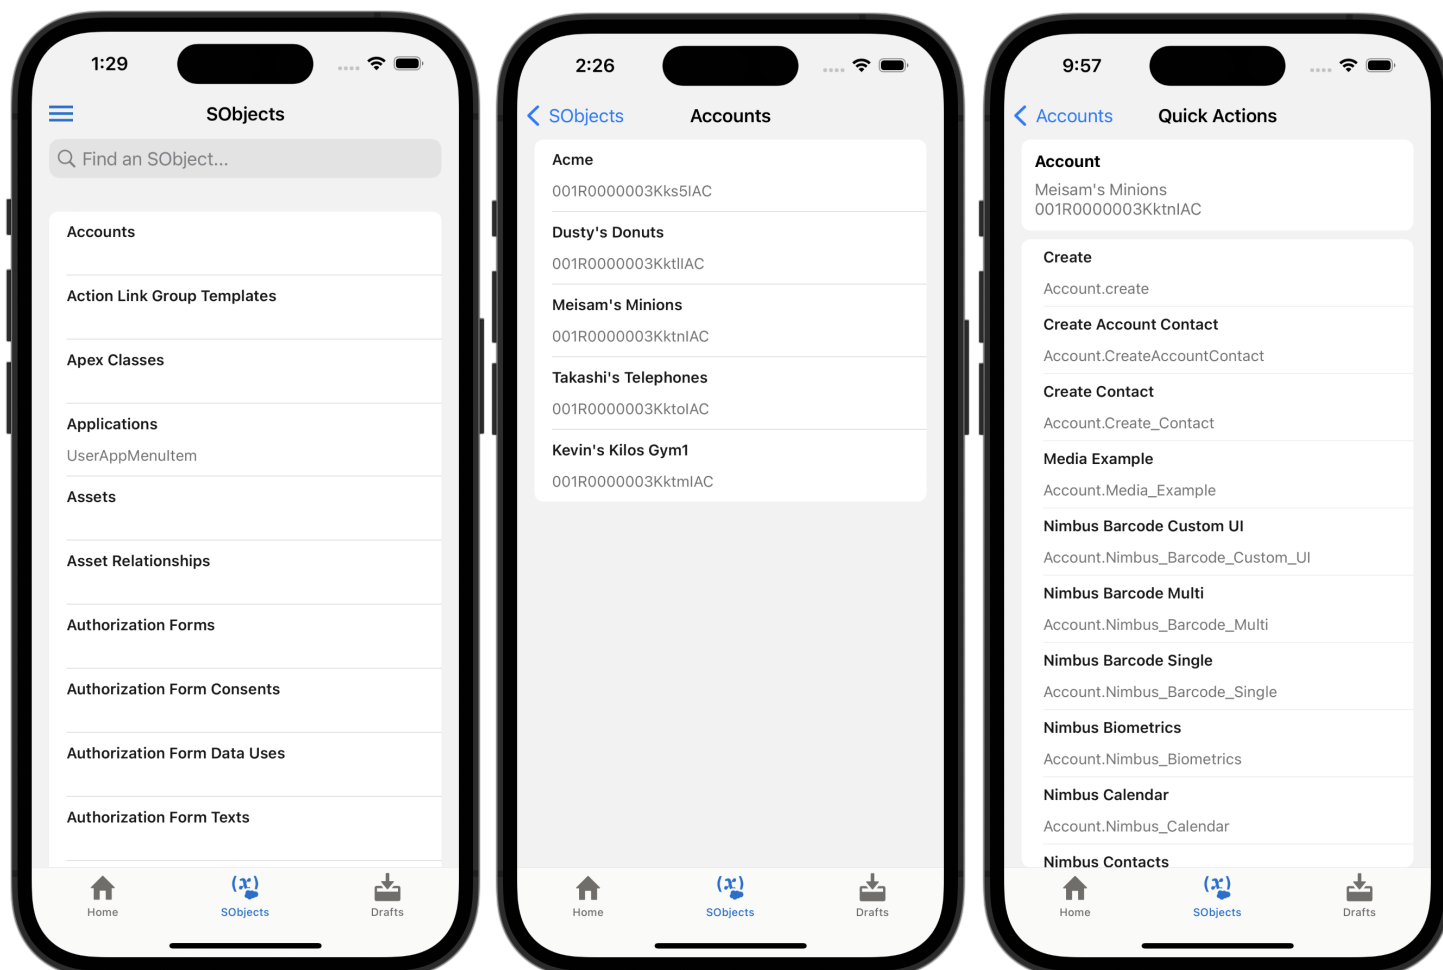 1:29
SObjects
Find an SObject...
Accounts
Action Link Group Templates
Apex Classes
Applications
UserAppMenuItem
Assets
Asset Relationships
Authorization Forms
Authorization Form Consents
Authorization Form Data Uses
Authorization Form Texts
Home
SObjects
Drafts
2:26
SObjects
Accounts
Acme
001R0000003Kks5IAC
Dusty's Donuts
001R0000003KktlIAC
Meisam's Minions
001R0000003KktnIAC
Takashi's Telephones
001R0000003KktoIAC
Kevin's Kilos Gym1
001R0000003KktmIAC
Home
SObjects
Drafts
9:57
Accounts
Quick Actions
Account
Meisam's Minions
001R0000003KktnIAC
Create
Account.create
Create Account Contact
Account.CreateAccountContact
Create Contact
Account.Create_Contact
Media Example
Account.Media_Example
Nimbus Barcode Custom UI
Account.Nimbus_Barcode_Custom_UI
Nimbus Barcode Multi
Account.Nimbus_Barcode_Multi
Nimbus Barcode Single
Account.Nimbus_Barcode_Single
Nimbus Biometrics
Account.Nimbus_Biometrics
Nimbus Calendar
Account.Nimbus_Calendar
Nimbus Contacts
Home
SObjects
Drafts